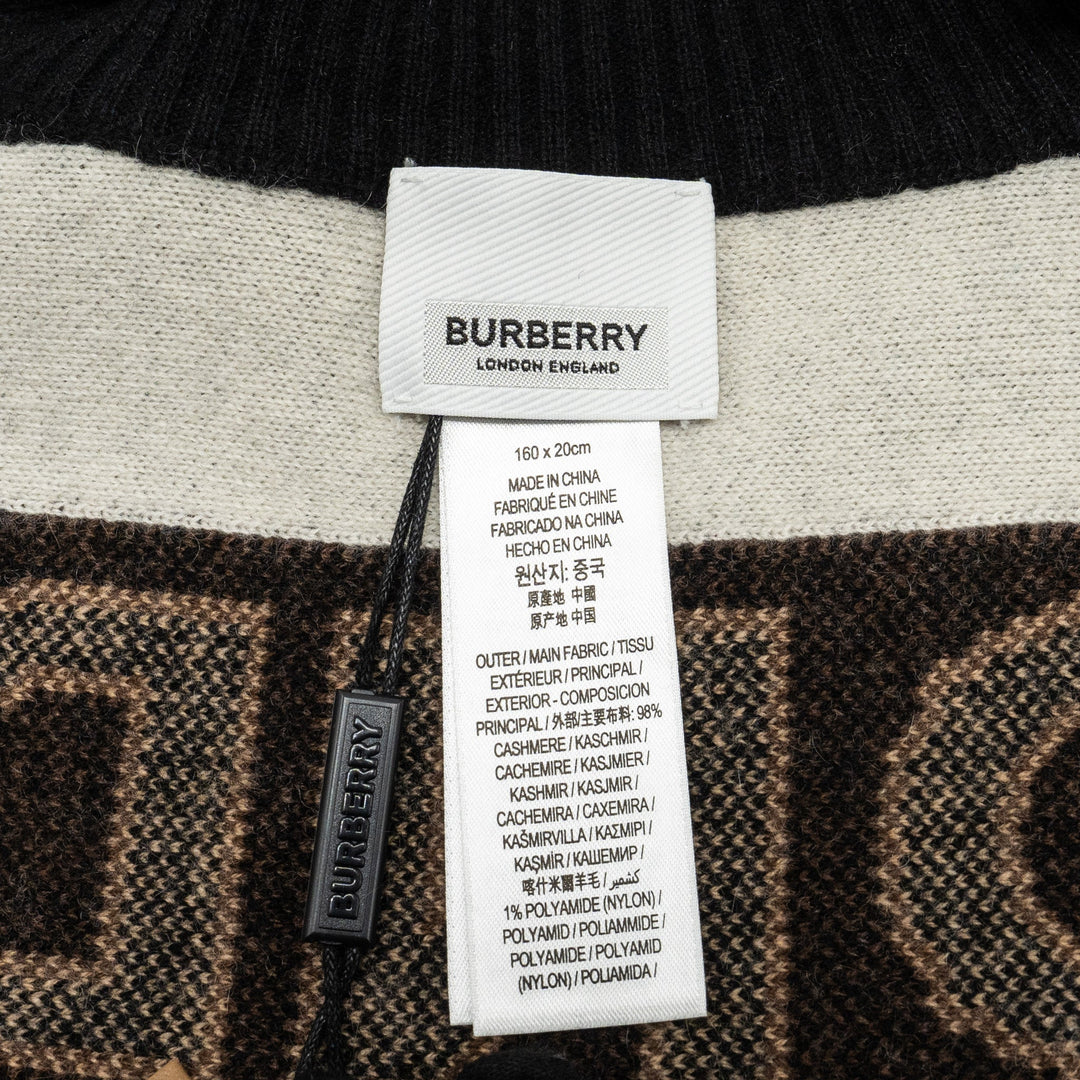 BURBERRY
LONDON ENGLAND
160 x 20cm
MADE IN CHINA
FABRIQUÉ EN CHINE
FABRICADO NA CHINA
HECHO EN CHINA
원산지: 중국
原產地 中國
原产地 中国
OUTER / MAIN FABRIC / TISSU
EXTÉRIEUR / PRINCIPAL /
EXTERIOR - COMPOSICION
PRINCIPAL / 外部/主要布料: 98%
CASHMERE / KASCHMIR /
CACHEMIRE / KASJMIER /
KASHMIR / KASJMIR /
CACHEMIRA / CAXEMIRA /
KAŠMIRVILLA / ΚΑΣΜΙΡΙ /
KAŞMİR / КАШЕМИР /
喀什米爾羊毛 / كشمير /
1% POLYAMIDE (NYLON) /
POLYAMID / POLIAMMIDE /
POLYAMIDE / POLYAMID
(NYLON) / POLIAMIDA /
BURBERRY